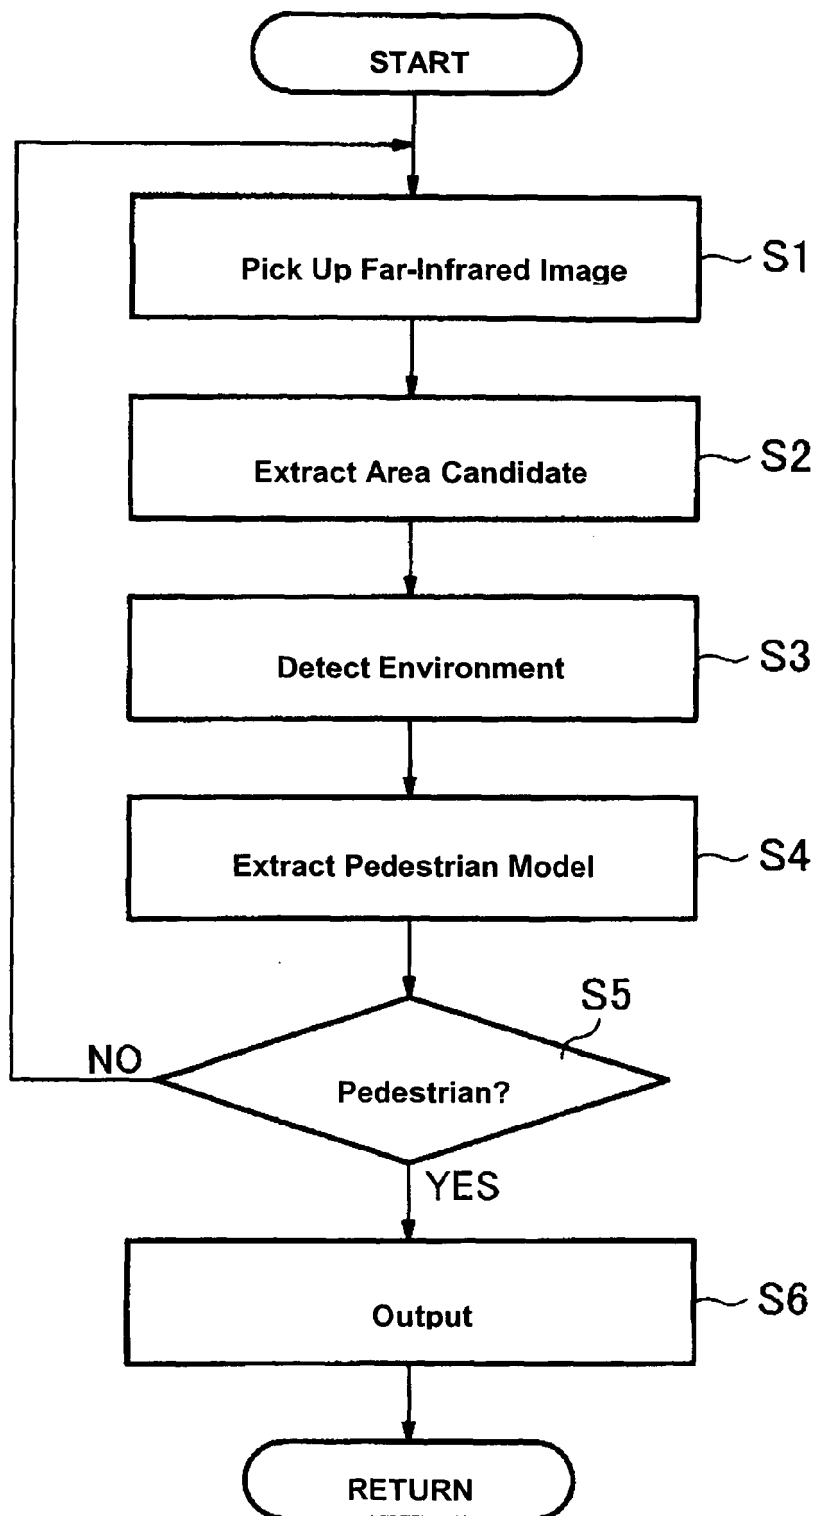 START
Pick Up Far-Infrared Image
S1
Extract Area Candidate
S2
Detect Environment
S3
Extract Pedestrian Model
S4
S5
NO
Pedestrian?
YES
Output
S6
RETURN